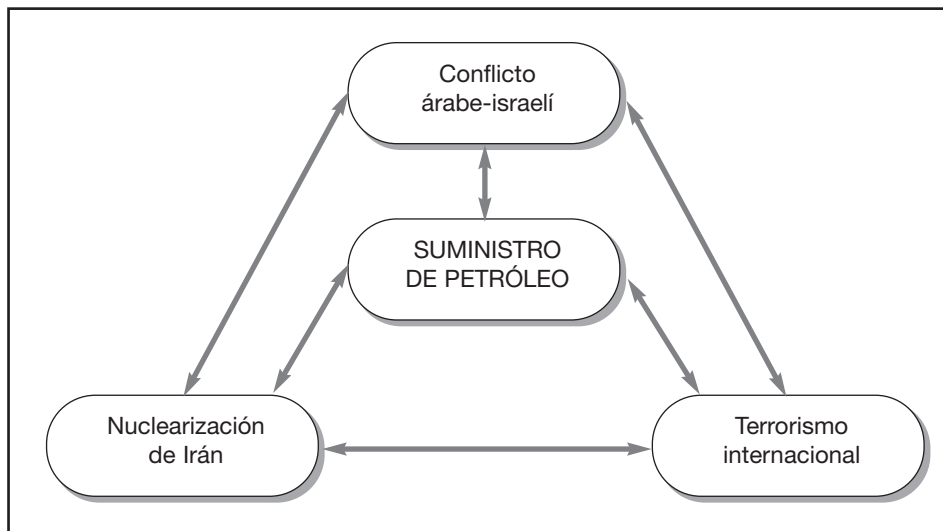 Conflicto
árabe-israelí
SUMINISTRO
DE PETRÓLEO
Nuclearización
de Irán
Terrorismo
internacional